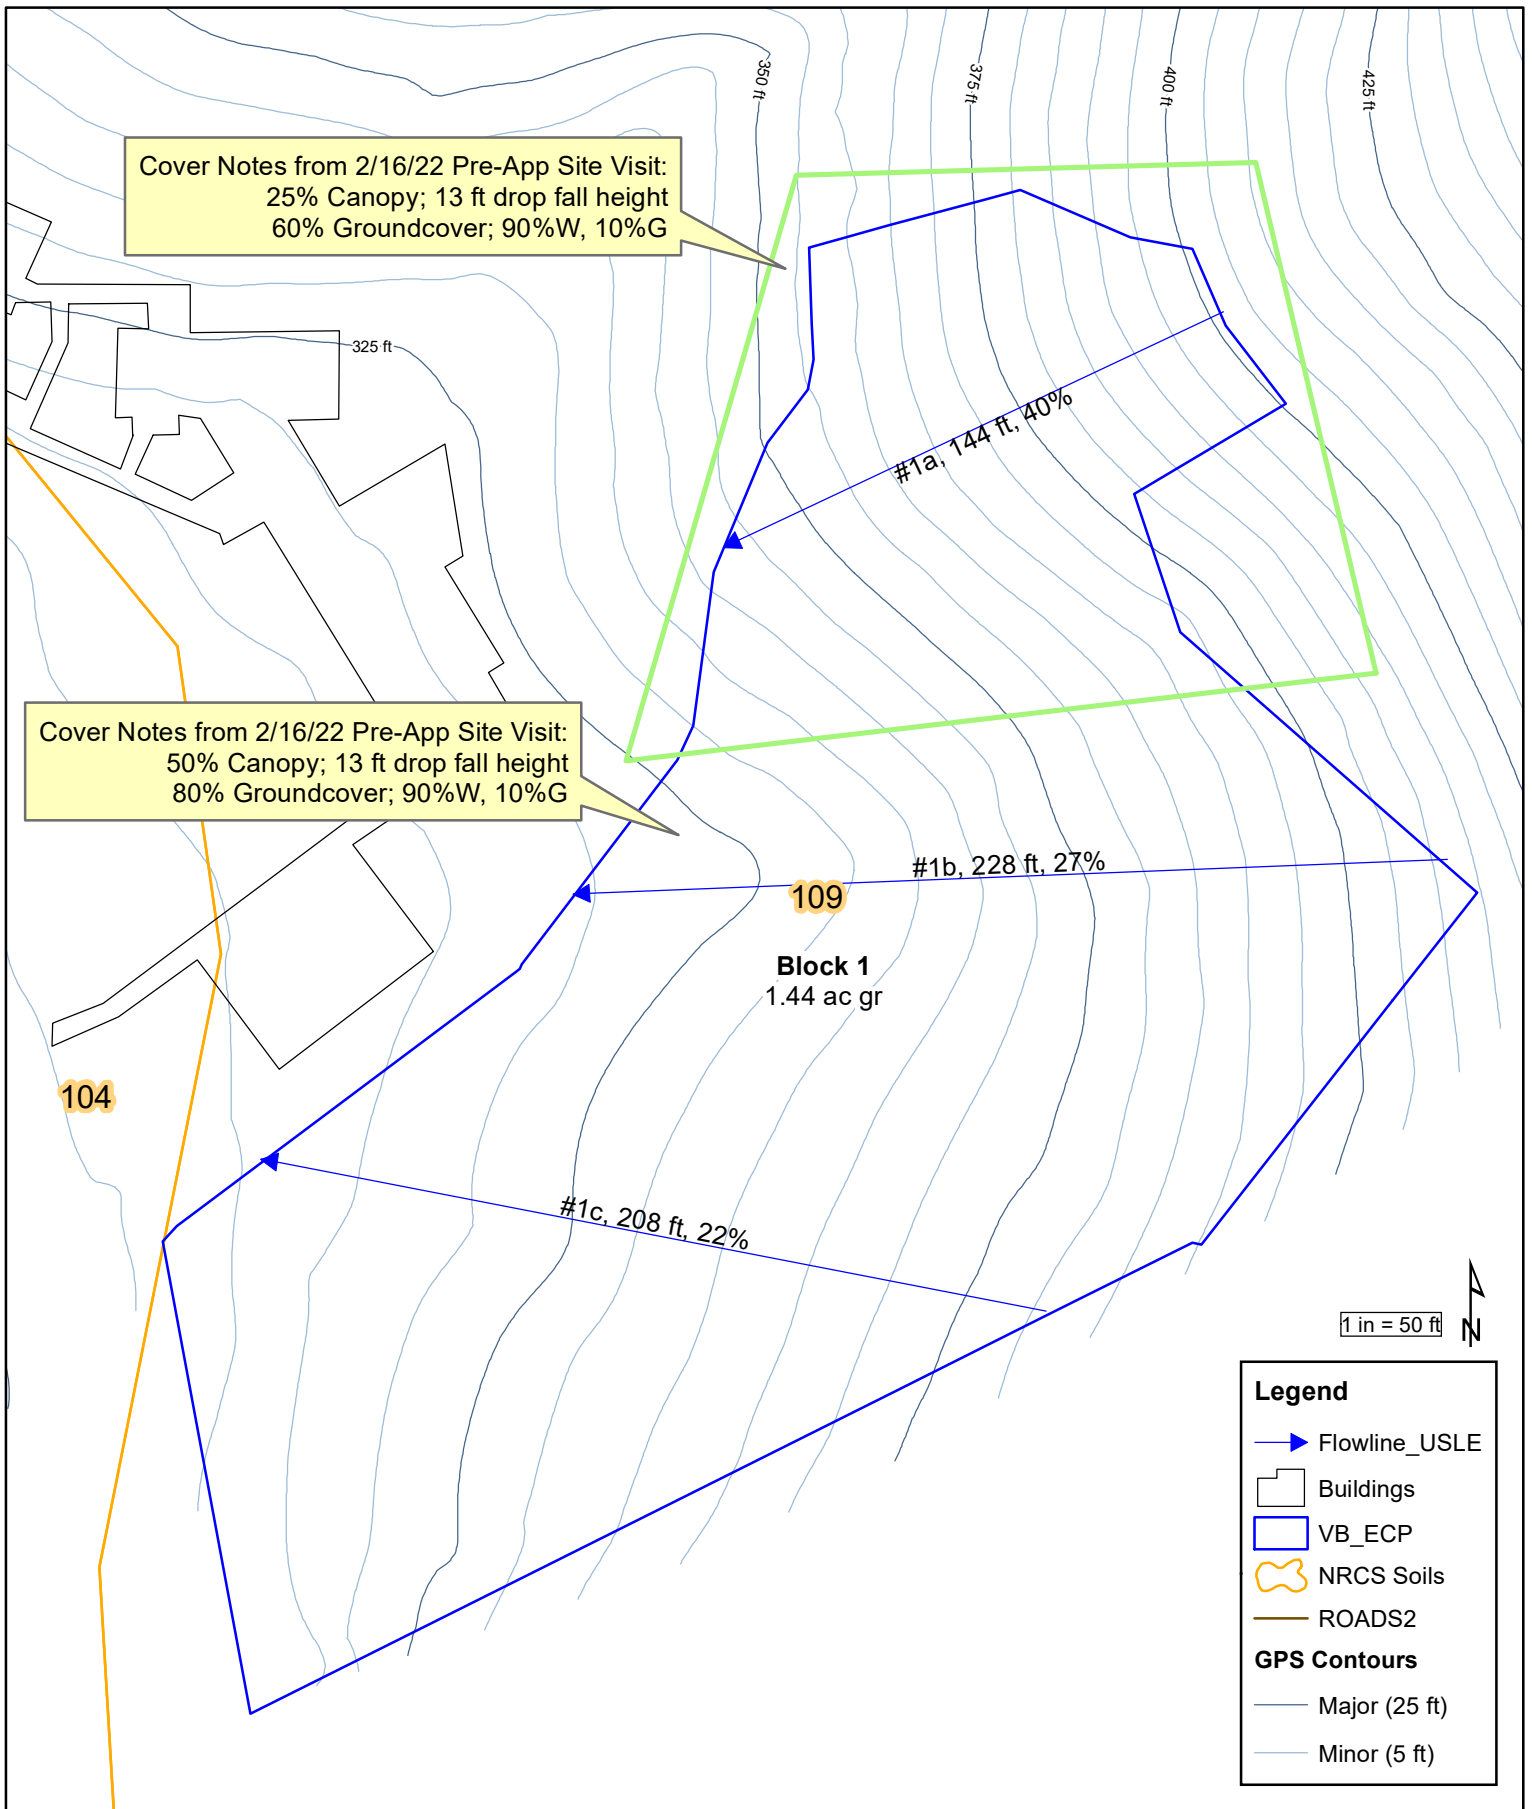 350 ft
375 ft
400 ft
425 ft
Cover Notes from 2/16/22 Pre-App Site Visit:
25% Canopy; 13 ft drop fall height
60% Groundcover; 90%W, 10%G
325 ft
#1a, 144 ft, 40%
Cover Notes from 2/16/22 Pre-App Site Visit:
50% Canopy; 13 ft drop fall height
80% Groundcover; 90%W, 10%G
#1b, 228 ft, 27%
109
Block 1
1.44 ac gr
104
#1c, 208 ft, 22%
1 in = 50 ft
N
Legend
Flowline_USLE
Buildings
VB_ECP
NRCS Soils
ROADS2
GPS Contours
Major (25 ft)
Minor (5 ft)